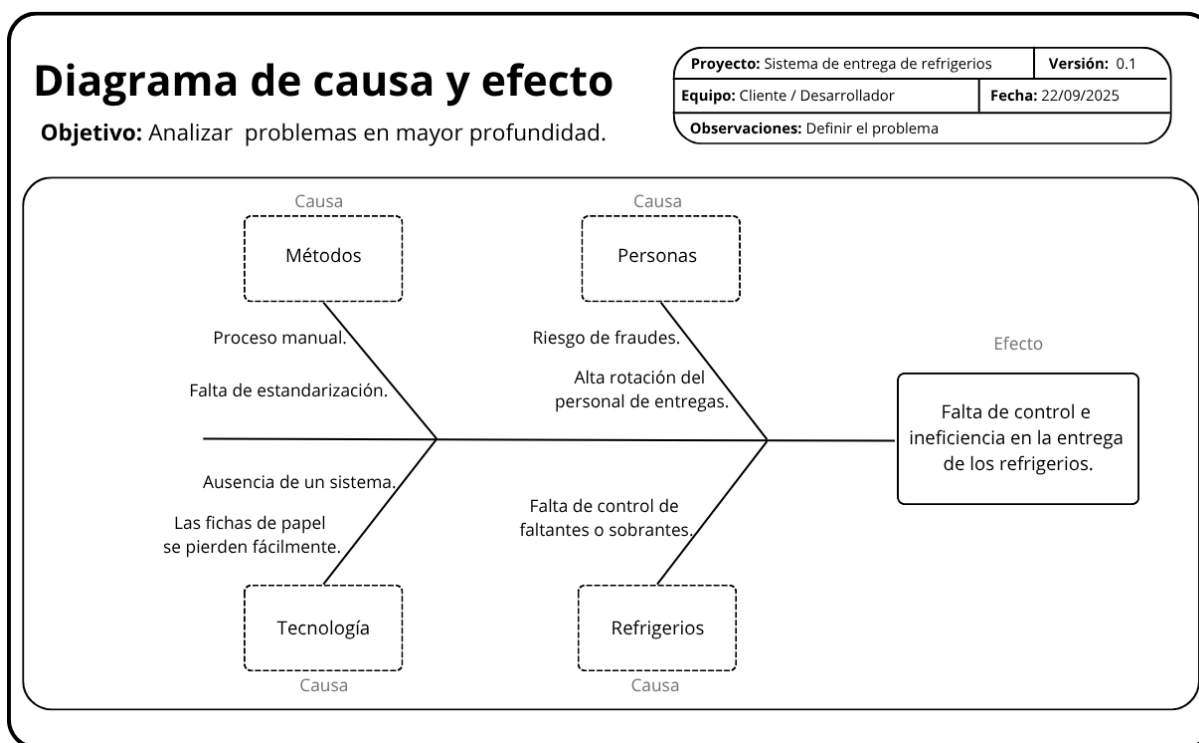 Diagrama de causa y efecto
Objetivo: Analizar problemas en mayor profundidad.
Proyecto: Sistema de entrega de refrigerios
Versión: 0.1
Equipo: Cliente / Desarrollador
Fecha: 22/09/2025
Observaciones: Definir el problema
Causa
Métodos
Proceso manual.
Falta de estandarización.
Causa
Personas
Riesgo de fraudes.
Alta rotación del
personal de entregas.
Efecto
Falta de control e
ineficiencia en la entrega
de los refrigerios.
Ausencia de un sistema.
Las fichas de papel
se pierden fácilmente.
Tecnología
Causa
Falta de control de
faltantes o sobrantes.
Refrigerios
Causa